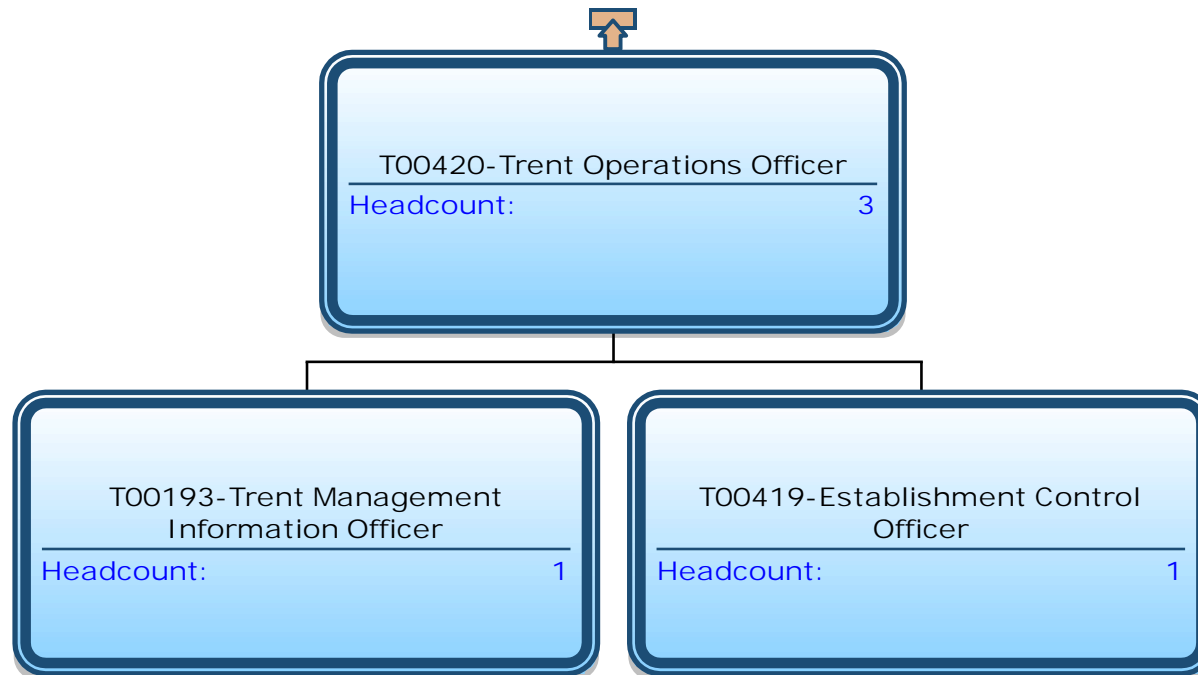 T00420-Trent Operations Officer
Headcount: 3
T00193-Trent Management
Information Officer
Headcount: 1
T00419-Establishment Control
Officer
Headcount: 1